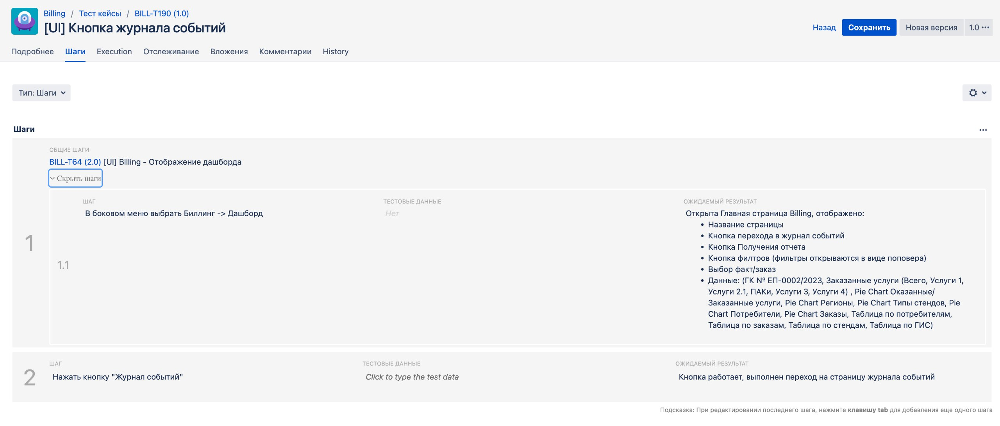 Billing / Тест кейсы / BILL-T190 (1.0)
[UI] Кнопка журнала событий
Назад
Сохранить
Новая версия
1.0
Подробнее
Шаги
Execution
Отслеживание
Вложения
Комментарии
History
Тип: Шаги
Шаги
ОБЩИЕ ШАГИ
BILL-T64 (2.0) [UI] Billing - Отображение дашборда
Скрыть шаги
1
1.1
ШАГ
В боковом меню выбрать Биллинг -> Дашборд
ТЕСТОВЫЕ ДАННЫЕ
Нет
ОЖИДАЕМЫЙ РЕЗУЛЬТАТ
Открыта Главная страница Billing, отображено:
• Название страницы
• Кнопка перехода в журнал событий
• Кнопка Получения отчета
• Кнопка филтров (фильтры открываются в виде поповера)
• Выбор факт/заказ
• Данные: (ГК № ЕП-0002/2023, Заказанные услуги (Всего, Услуги 1,
Услуги 2.1, ПАКи, Услуги 3, Услуги 4) , Pie Chart Оказанные/
Заказанные услуги, Pie Chart Регионы, Pie Chart Типы стендов, Pie
Chart Потребители, Pie Chart Заказы, Таблица по потребителям,
Таблица по заказам, Таблица по стендам, Таблица по ГИС)
2
ШАГ
Нажать кнопку "Журнал событий"
ТЕСТОВЫЕ ДАННЫЕ
Click to type the test data
ОЖИДАЕМЫЙ РЕЗУЛЬТАТ
Кнопка работает, выполнен переход на страницу журнала событий
Подсказка: При редактировании последнего шага, нажмите клавишу tab для добавления еще одного шага